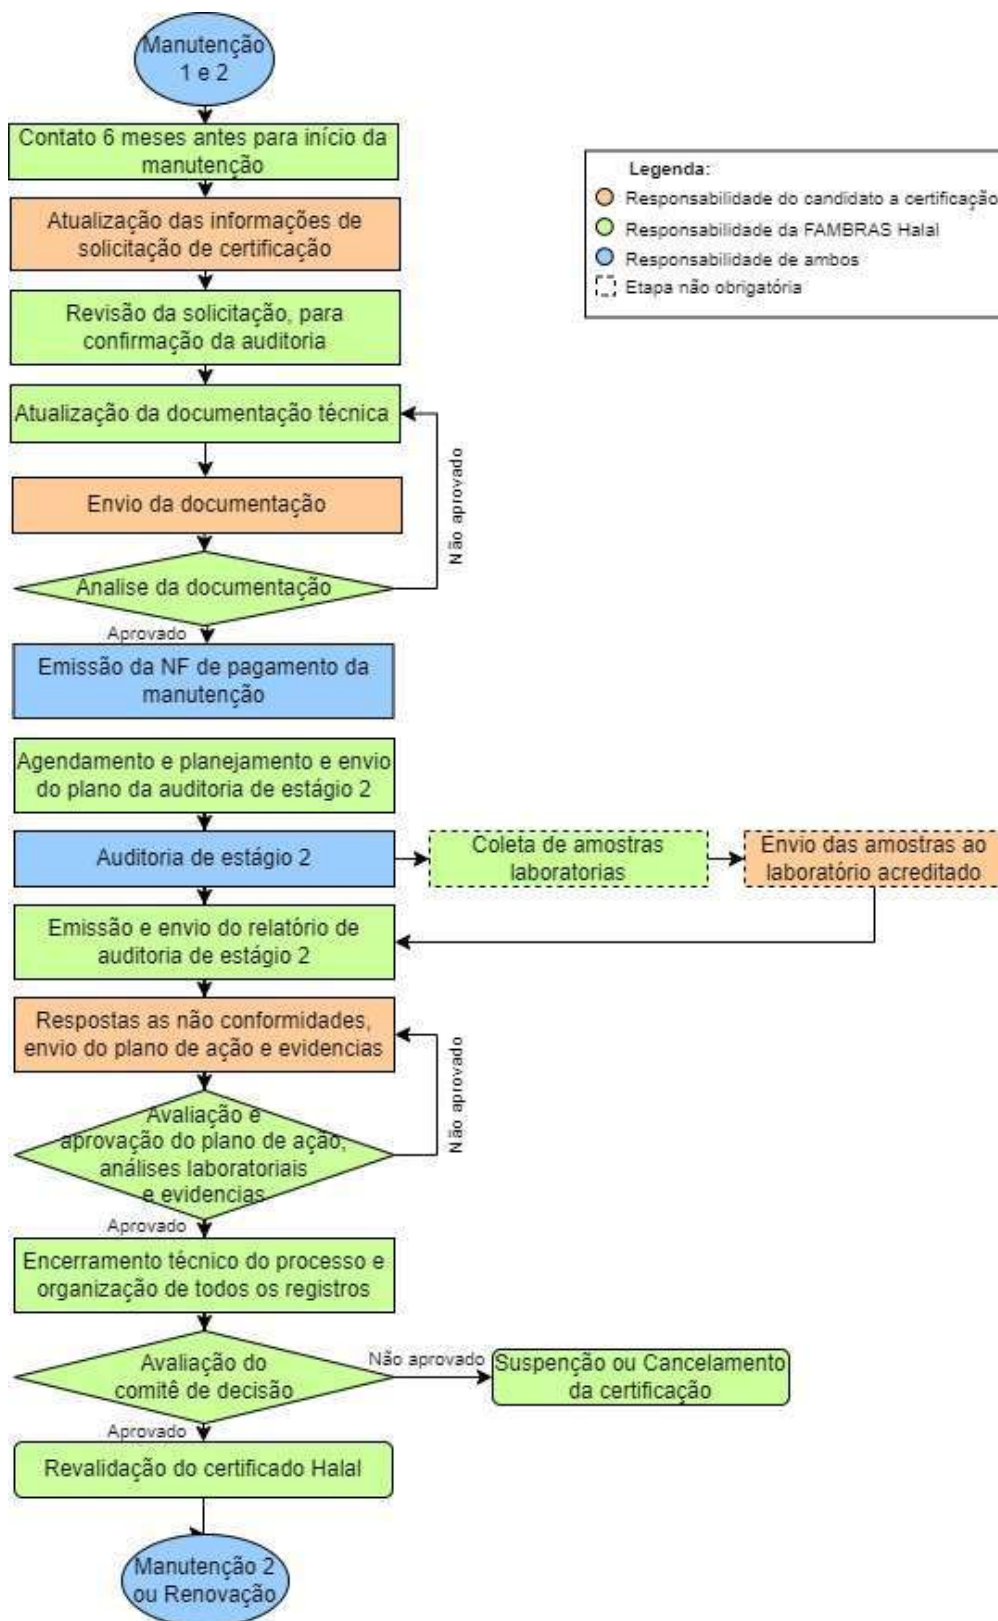 Manutenção
1 e 2
Contato 6 meses antes para início da
manutenção
Legenda:
Responsabilidade do candidato a certificação
Responsabilidade da FAMBRAS Halal
Responsabilidade de ambos
Etapa não obrigatória
Atualização das informações de
solicitação de certificação
Revisão da solicitação, para
confirmação da auditoria
Atualização da documentação técnica
Não aprovado
Envio da documentação
Analise da documentação
Aprovado
Emissão da NF de pagamento da
manutenção
Agendamento e planejamento e envio
do plano da auditoria de estágio 2
Auditoria de estágio 2
Coleta de amostras
laboratorias
Envio das amostras ao
laboratório acreditado
Emissão e envio do relatório de
auditoria de estágio 2
Respostas as não conformidades,
envio do plano de ação e evidencias
Não aprovado
Avaliação e
aprovação do plano de ação,
análises laboratoriais
e evidencias
Aprovado
Encerramento técnico do processo e
organização de todos os registros
Avaliação do
comitê de decisão
Não aprovado
Suspenção ou Cancelamento
da certificação
Aprovado
Revalidação do certificado Halal
Manutenção 2
ou Renovação